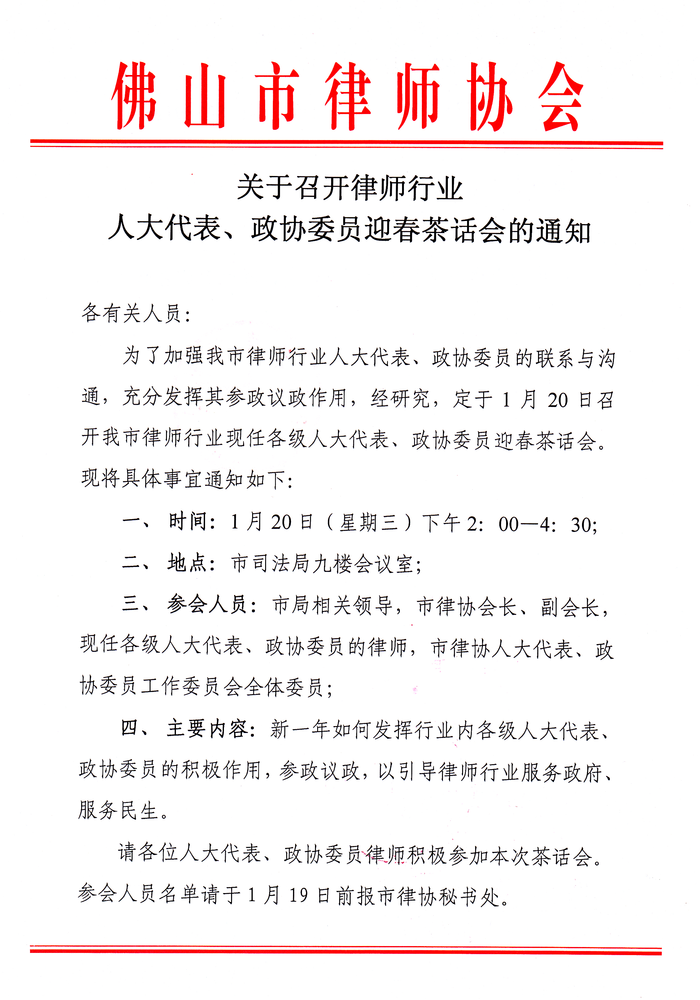 佛山市律师协会
关于召开律师行业
人大代表、政协委员迎春茶话会的通知
各有关人员：
为了加强我市律师行业人大代表、政协委员的联系与沟
通，充分发挥其参政议政作用，经研究，定于 1 月 20 日召
开我市律师行业现任各级人大代表、政协委员迎春茶话会。
现将具体事宜通知如下：
一、 时间：1 月 20 日（星期三）下午 2：00—4：30；
二、 地点：市司法局九楼会议室；
三、 参会人员：市局相关领导，市律协会长、副会长，
现任各级人大代表、政协委员的律师，市律协人大代表、政
协委员工作委员会全体委员；
四、 主要内容：新一年如何发挥行业内各级人大代表、
政协委员的积极作用，参政议政，以引导律师行业服务政府、
服务民生。
请各位人大代表、政协委员律师积极参加本次茶话会。
参会人员名单请于 1 月 19 日前报市律协秘书处。